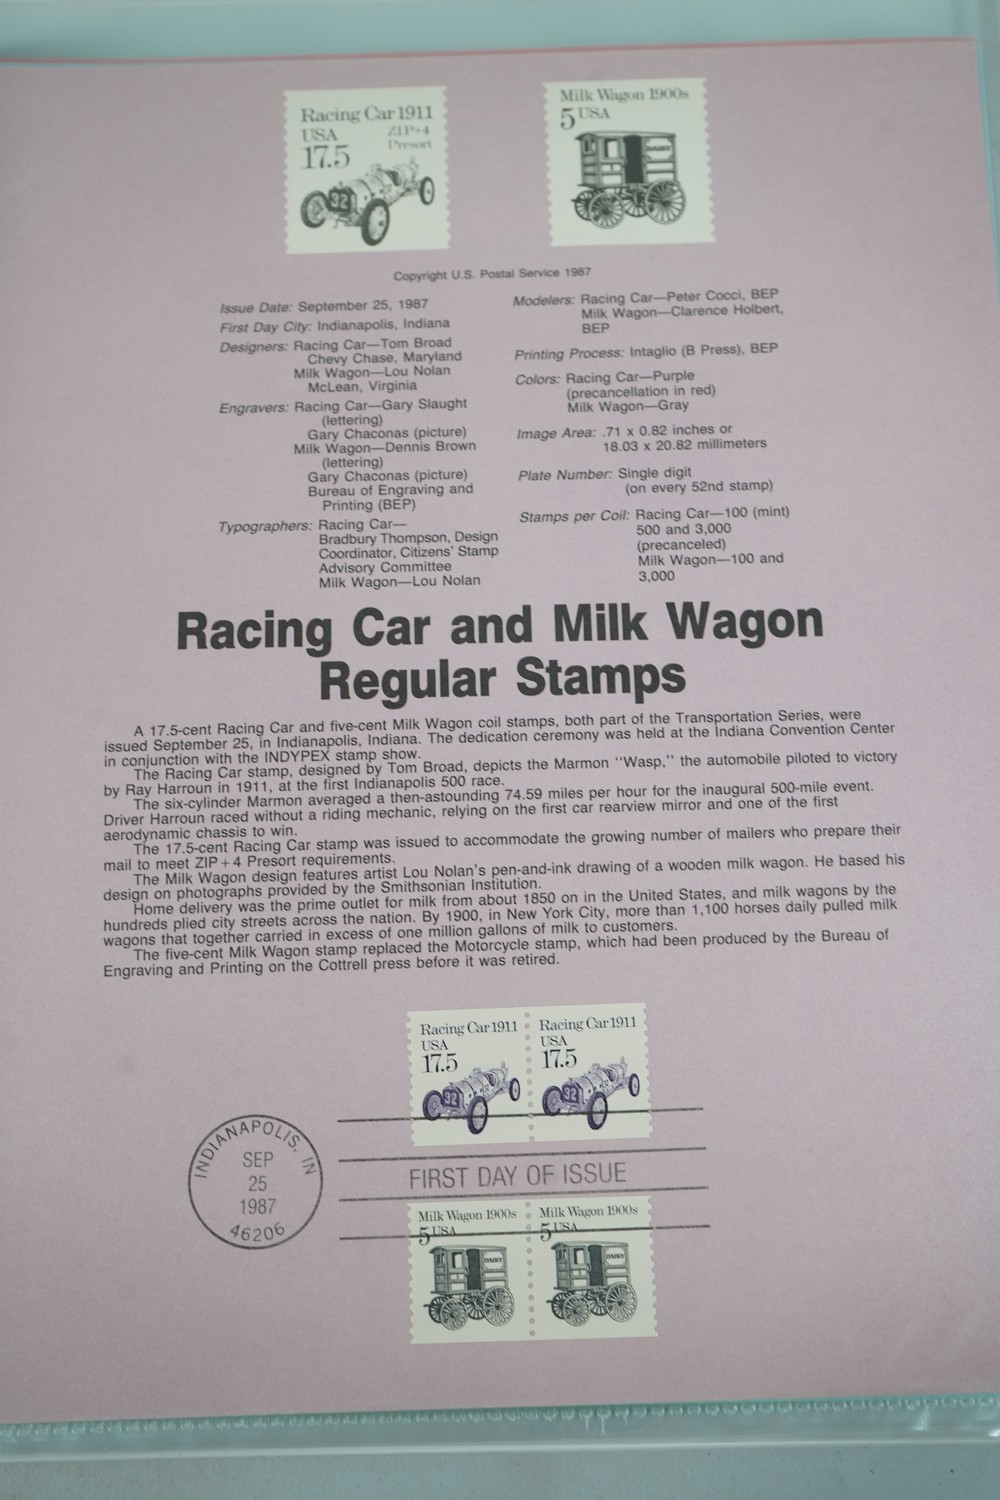 Racing Car 1911
USA
ZIP+4
Presort
17.5
32
Milk Wagon 1900s
5 USA
DAIRY
Copyright U.S. Postal Service 1987
Issue Date: September 25, 1987
First Day City: Indianapolis, Indiana
Designers: Racing Car—Tom Broad
Chevy Chase, Maryland
Milk Wagon—Lou Nolan
McLean, Virginia
Engravers: Racing Car—Gary Slaught
(lettering)
Gary Chaconas (picture)
Milk Wagon—Dennis Brown
(lettering)
Gary Chaconas (picture)
Bureau of Engraving and
Printing (BEP)
Typographers: Racing Car—
Bradbury Thompson, Design
Coordinator, Citizens' Stamp
Advisory Committee
Milk Wagon—Lou Nolan
Modelers: Racing Car—Peter Cocci, BEP
Milk Wagon—Clarence Holbert,
BEP
Printing Process: Intaglio (B Press), BEP
Colors: Racing Car—Purple
(precancellation in red)
Milk Wagon—Gray
Image Area: .71 x 0.82 inches or
18.03 x 20.82 millimeters
Plate Number: Single digit
(on every 52nd stamp)
Stamps per Coil: Racing Car—100 (mint)
500 and 3,000
(precanceled)
Milk Wagon—100 and
3,000
Racing Car and Milk Wagon
Regular Stamps
A 17.5-cent Racing Car and five-cent Milk Wagon coil stamps, both part of the Transportation Series, were
issued September 25, in Indianapolis, Indiana. The dedication ceremony was held at the Indiana Convention Center
in conjunction with the INDYPEX stamp show.
The Racing Car stamp, designed by Tom Broad, depicts the Marmon "Wasp," the automobile piloted to victory
by Ray Harroun in 1911, at the first Indianapolis 500 race.
The six-cylinder Marmon averaged a then-astounding 74.59 miles per hour for the inaugural 500-mile event.
Driver Harroun raced without a riding mechanic, relying on the first car rearview mirror and one of the first
aerodynamic chassis to win.
The 17.5-cent Racing Car stamp was issued to accommodate the growing number of mailers who prepare their
mail to meet ZIP+4 Presort requirements.
The Milk Wagon design features artist Lou Nolan's pen-and-ink drawing of a wooden milk wagon. He based his
design on photographs provided by the Smithsonian Institution.
Home delivery was the prime outlet for milk from about 1850 on in the United States, and milk wagons by the
hundreds plied city streets across the nation. By 1900, in New York City, more than 1,100 horses daily pulled milk
wagons that together carried in excess of one million gallons of milk to customers.
The five-cent Milk Wagon stamp replaced the Motorcycle stamp, which had been produced by the Bureau of
Engraving and Printing on the Cottrell press before it was retired.
Racing Car 1911
USA
17.5
32
Racing Car 1911
USA
17.5
32
INDIANAPOLIS, IN
SEP
25
1987
46206
FIRST DAY OF ISSUE
Milk Wagon 1900s
5 USA
DAIRY
Milk Wagon 1900s
5 USA
DAIRY